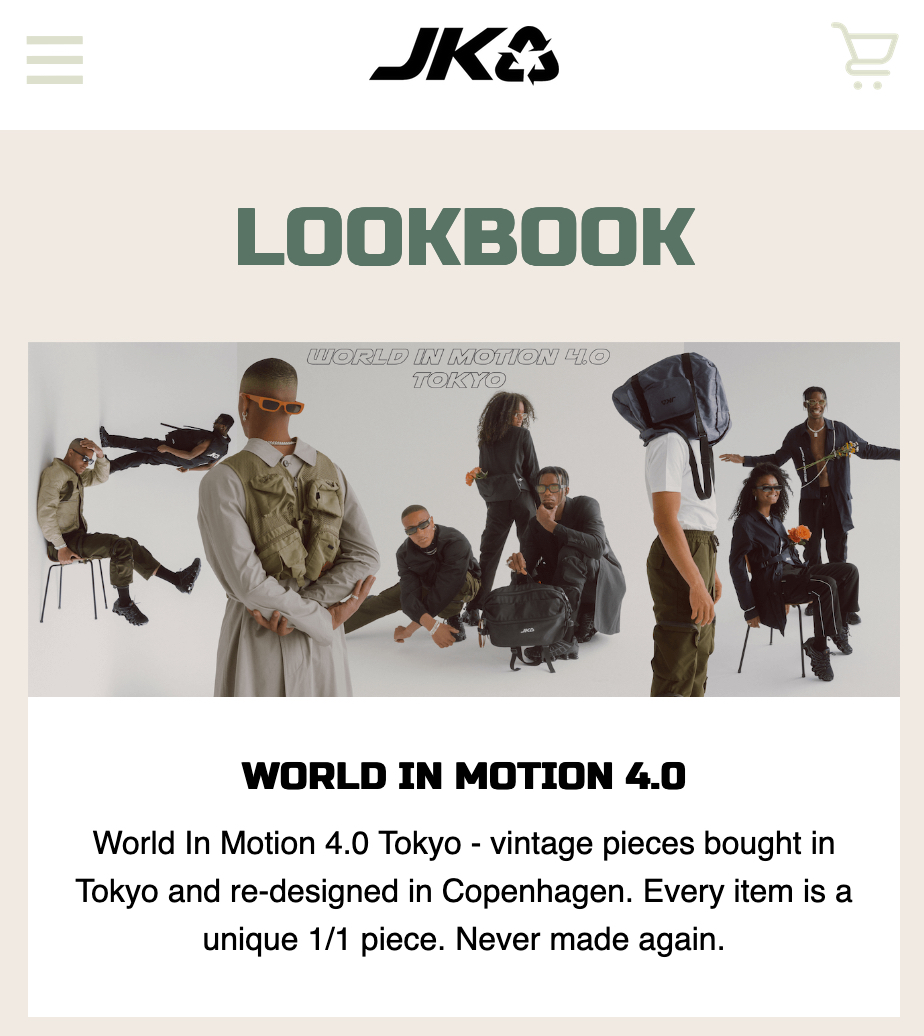 JK
LOOKBOOK
WORLD IN MOTION 4.0
TOKYO
JK
WORLD IN MOTION 4.0
World In Motion 4.0 Tokyo - vintage pieces bought in
Tokyo and re-designed in Copenhagen. Every item is a
unique 1/1 piece. Never made again.